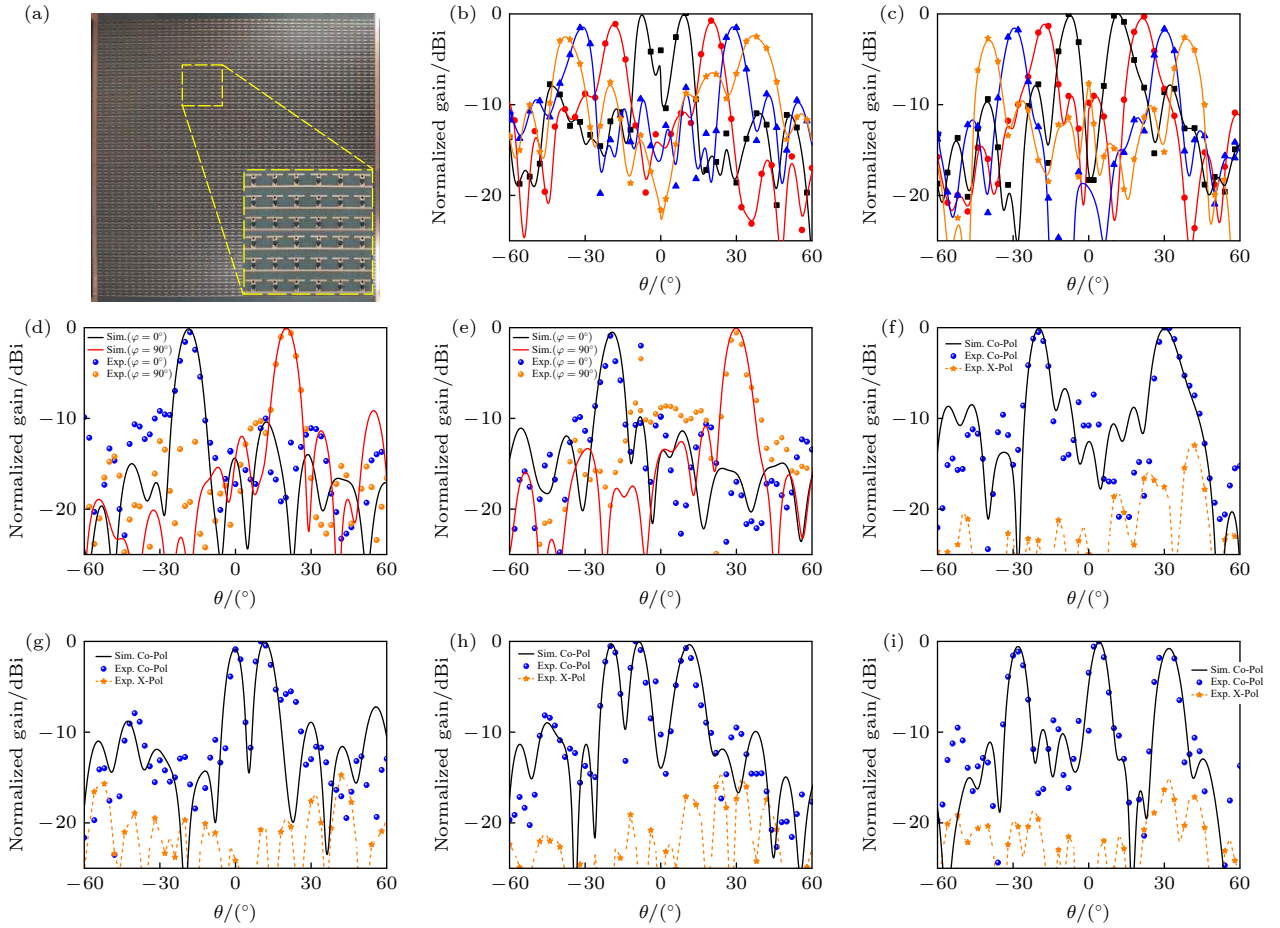 (a)
(b)
0
−10
−20
Normalized gain/dBi
−60
−30
0
30
60
θ/(°)
(c)
0
−10
−20
Normalized gain/dBi
−60
−30
0
30
60
θ/(°)
(d)
0
−10
−20
Normalized gain/dBi
Sim.(φ = 0°)
Sim.(φ = 90°)
Exp.(φ = 0°)
Exp.(φ = 90°)
−60
−30
0
30
60
θ/(°)
(e)
0
−10
−20
Normalized gain/dBi
Sim.(φ = 0°)
Sim.(φ = 90°)
Exp.(φ = 0°)
Exp.(φ = 90°)
−60
−30
0
30
60
θ/(°)
(f)
0
−10
−20
Normalized gain/dBi
Sim. Co-Pol
Exp. Co-Pol
Exp. X-Pol
−60
−30
0
30
60
θ/(°)
(g)
0
−10
−20
Normalized gain/dBi
Sim. Co-Pol
Exp. Co-Pol
Exp. X-Pol
−60
−30
0
30
60
θ/(°)
(h)
0
−10
−20
Normalized gain/dBi
Sim. Co-Pol
Exp. Co-Pol
Exp. X-Pol
−60
−30
0
30
60
θ/(°)
(i)
0
−10
−20
Normalized gain/dBi
Sim. Co-Pol
Exp. Co-Pol
Exp. X-Pol
−60
−30
0
30
60
θ/(°)